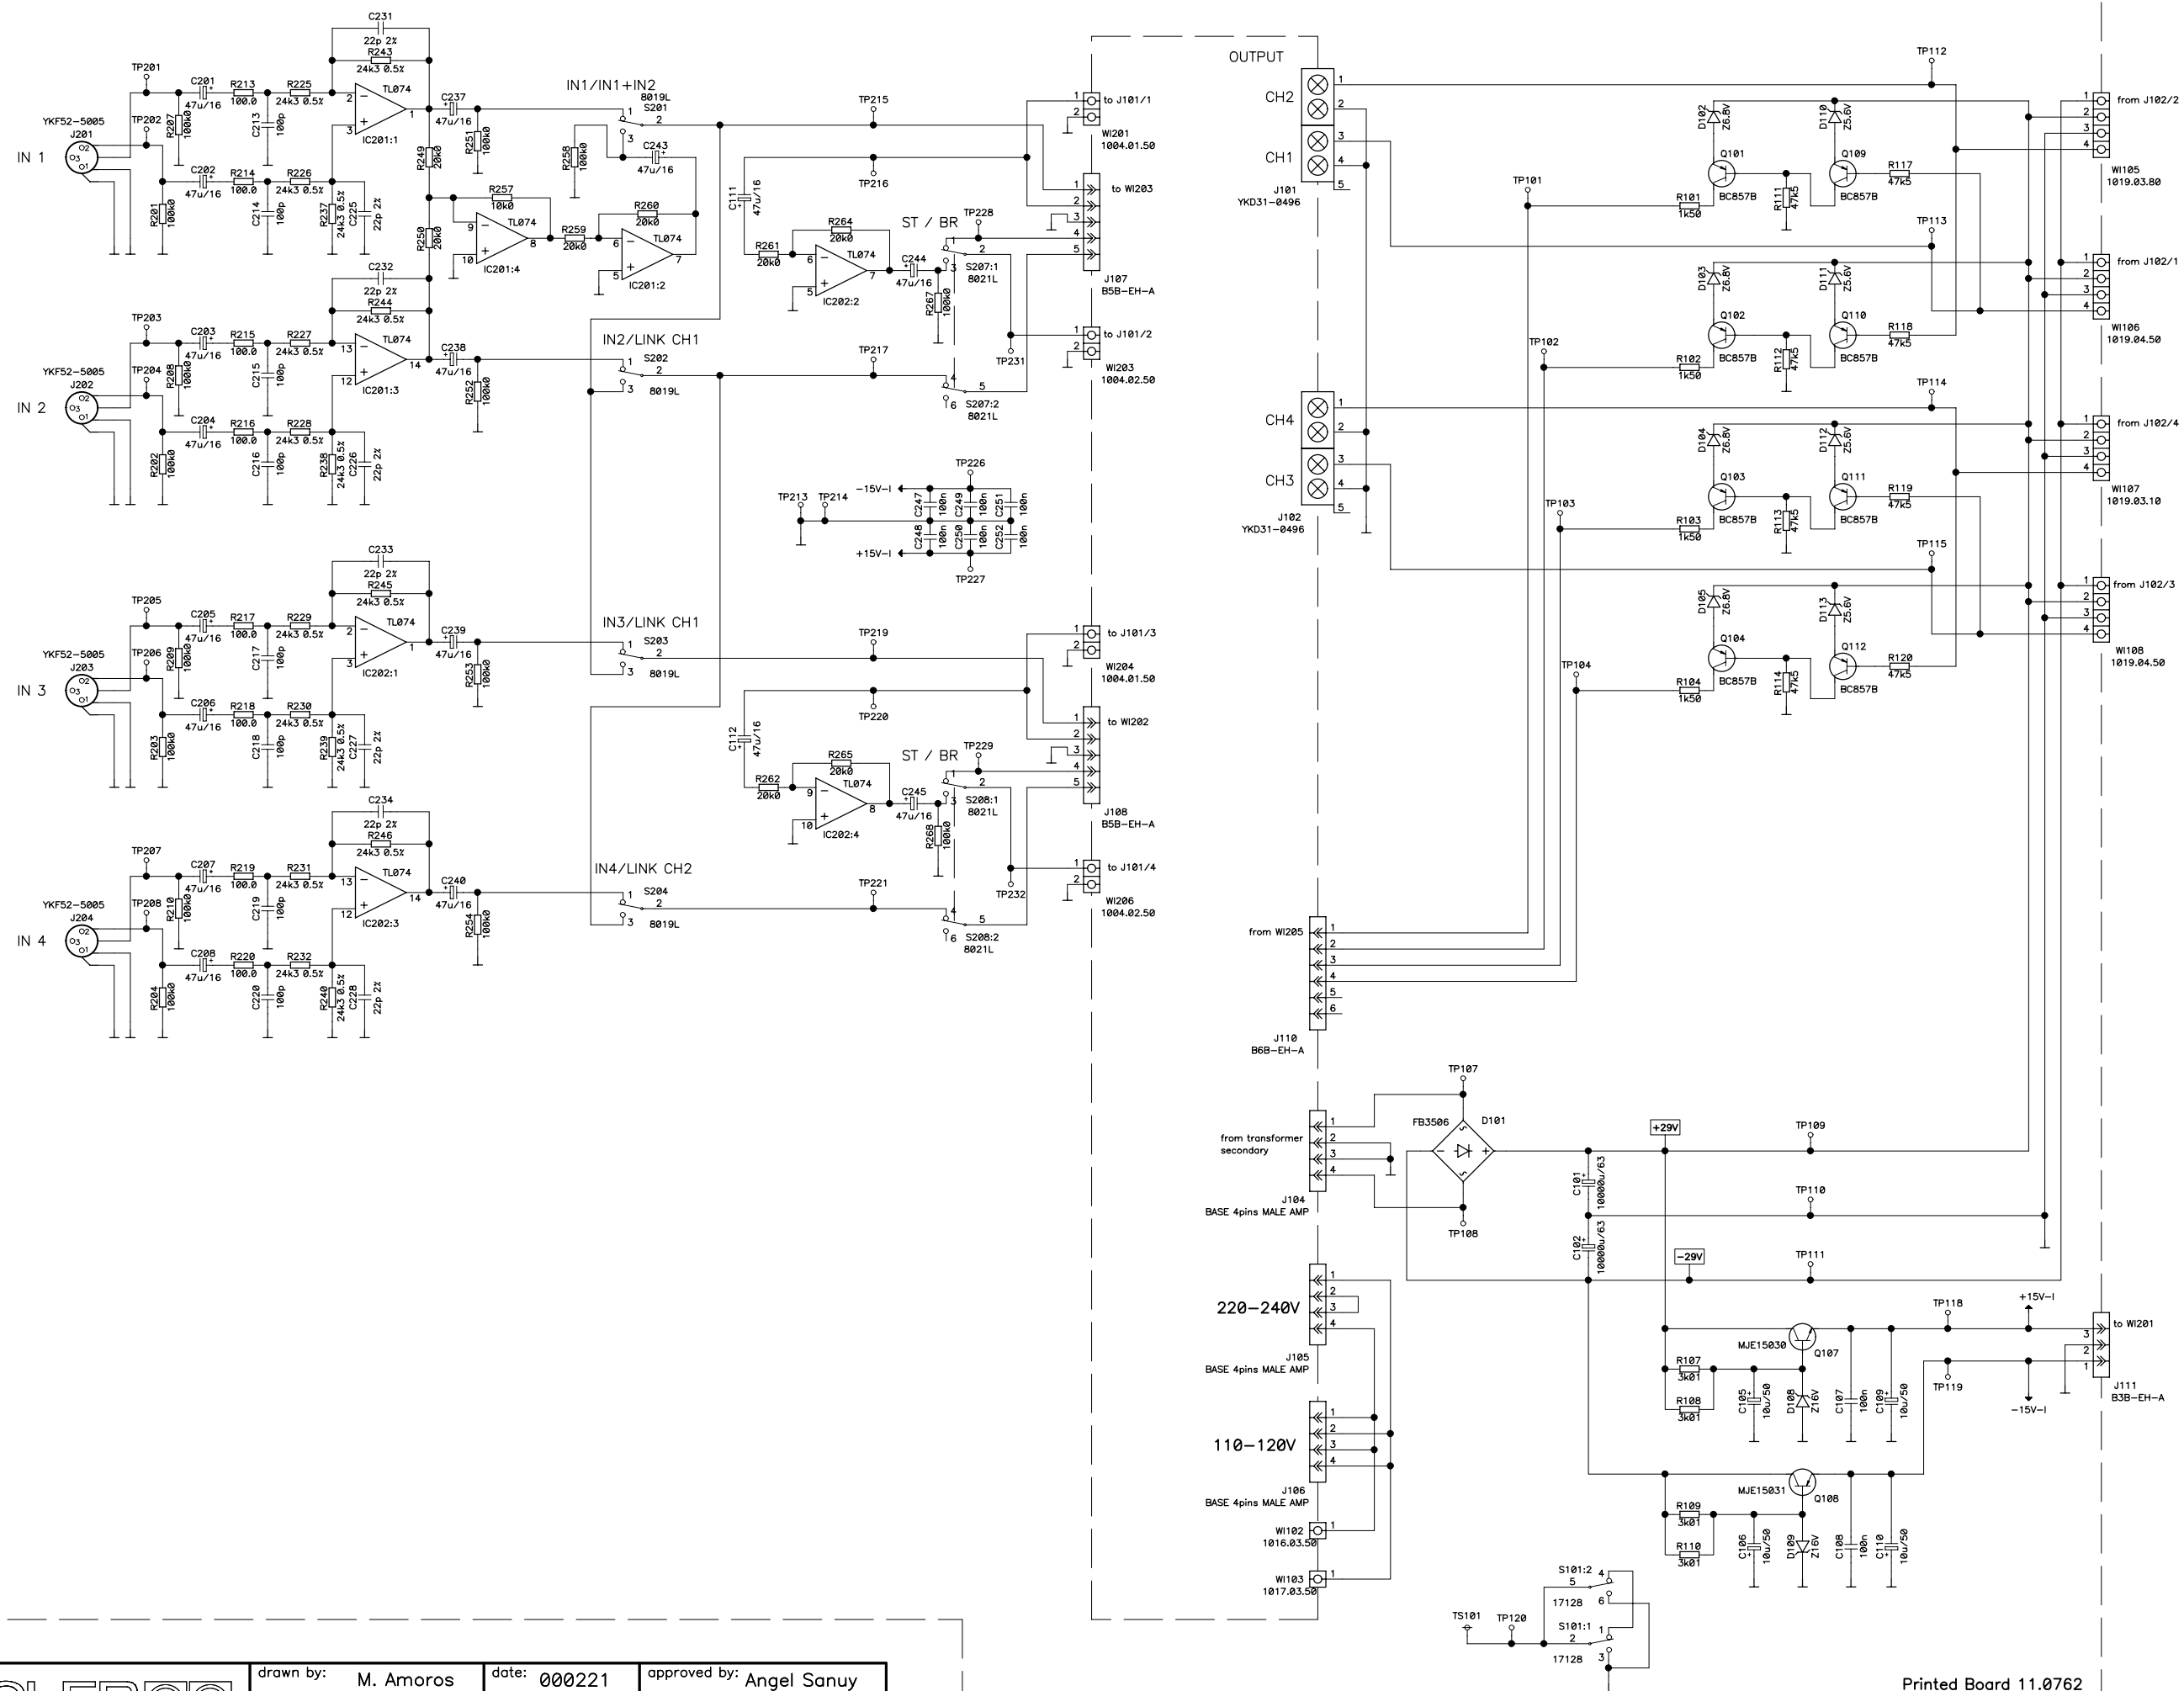 IN 1
YKF52-5005
J201
TP201
TP202
R207
100k0
R201
100k0
C201
47u/16
C202
47u/16
R213
100.0
R214
100.0
C213
100p
C214
100p
R225
24k3 0.5%
R226
24k3 0.5%
C231
22p 2%
R243
24k3 0.5%
TL074
IC201:1
R237
24k3 0.5%
C225
22p 2%
R249
20k0
R250
20k0
C237
47u/16
R251
100k0
IN1/IN1+IN2
8019L
S201
R258
100k0
C243
47u/16
R257
10k0
TL074
IC201:4
R259
20k0
R260
20k0
TL074
IC201:2
TP215
TP216
C111
47u/16
R261
20k0
R264
20k0
TL074
IC202:2
C244
47u/16
R267
100k0
ST / BR
TP228
S207:1
8021L
TP231
S207:2
8021L
IN 2
YKF52-5005
J202
TP203
TP204
R208
100k0
R202
100k0
C203
47u/16
C204
47u/16
R215
100.0
R216
100.0
C215
100p
C216
100p
R227
24k3 0.5%
R228
24k3 0.5%
C232
22p 2%
R244
24k3 0.5%
TL074
IC201:3
R238
24k3 0.5%
C226
22p 2%
C238
47u/16
R252
100k0
IN2/LINK CH1
S202
8019L
TP217
TP213
TP214
-15V-I
+15V-I
TP226
TP227
C247
100n
C249
100n
C251
100n
C248
100n
C250
100n
C252
100n
IN 3
YKF52-5005
J203
TP205
TP206
R209
100k0
R203
100k0
C205
47u/16
C206
47u/16
R217
100.0
R218
100.0
C217
100p
C218
100p
R229
24k3 0.5%
R230
24k3 0.5%
C233
22p 2%
R245
24k3 0.5%
TL074
IC202:1
R239
24k3 0.5%
C227
22p 2%
C239
47u/16
R253
100k0
IN3/LINK CH1
S203
8019L
TP219
TP220
C112
47u/16
R262
20k0
R265
20k0
TL074
IC202:4
C245
47u/16
R268
100k0
ST / BR
TP229
S208:1
8021L
TP232
S208:2
8021L
IN 4
YKF52-5005
J204
TP207
TP208
R210
100k0
R204
100k0
C207
47u/16
C208
47u/16
R219
100.0
R220
100.0
C219
100p
C220
100p
R231
24k3 0.5%
R232
24k3 0.5%
C234
22p 2%
R246
24k3 0.5%
TL074
IC202:3
R240
24k3 0.5%
C228
22p 2%
C240
47u/16
R254
100k0
IN4/LINK CH2
S204
8019L
TP221
to J101/1
WI201
1004.01.50
to WI203
J107
B5B-EH-A
to J101/2
WI203
1004.02.50
to J101/3
WI204
1004.01.50
to WI202
J108
B5B-EH-A
to J101/4
WI206
1004.02.50
OUTPUT
CH2
CH1
J101
YKD31-0496
CH4
CH3
J102
YKD31-0496
from WI205
J110
B6B-EH-A
from transformer
secondary
J104
BASE 4pins MALE AMP
220-240V
J105
BASE 4pins MALE AMP
110-120V
J106
BASE 4pins MALE AMP
WI102
1016.03.50
WI103
1017.03.50
TP101
TP102
TP103
TP104
TP112
TP113
TP114
TP115
D102
Z6.8V
D110
Z5.6V
Q101
BC857B
Q109
BC857B
R101
1k50
R111
47k5
R117
47k5
D103
Z6.8V
D111
Z5.6V
Q102
BC857B
Q110
BC857B
R102
1k50
R112
47k5
R118
47k5
D104
Z6.8V
D112
Z5.6V
Q103
BC857B
Q111
BC857B
R103
1k50
R113
47k5
R119
47k5
D105
Z6.8V
D113
Z5.6V
Q104
BC857B
Q112
BC857B
R104
1k50
R114
47k5
R120
47k5
from J102/2
WI105
1019.03.80
from J102/1
WI106
1019.04.50
from J102/4
WI107
1019.03.10
from J102/3
WI108
1019.04.50
TP107
FB3506
D101
TP108
C101
10000u/63
C102
10000u/63
+29V
-29V
TP109
TP110
TP111
MJE15030
Q107
R107
3k01
R108
3k01
C105
10u/50
D108
Z16V
C107
100n
C109
10u/50
TP118
+15V-I
TP119
-15V-I
to WI201
J111
B3B-EH-A
MJE15031
Q108
R109
3k01
R110
3k01
C106
10u/50
D109
Z16V
C108
100n
C110
10u/50
TS101
TP120
S101:2
17128
S101:1
17128
drawn by: M. Amoros
date: 000221
approved by: Angel Sanuy
Printed Board 11.0762